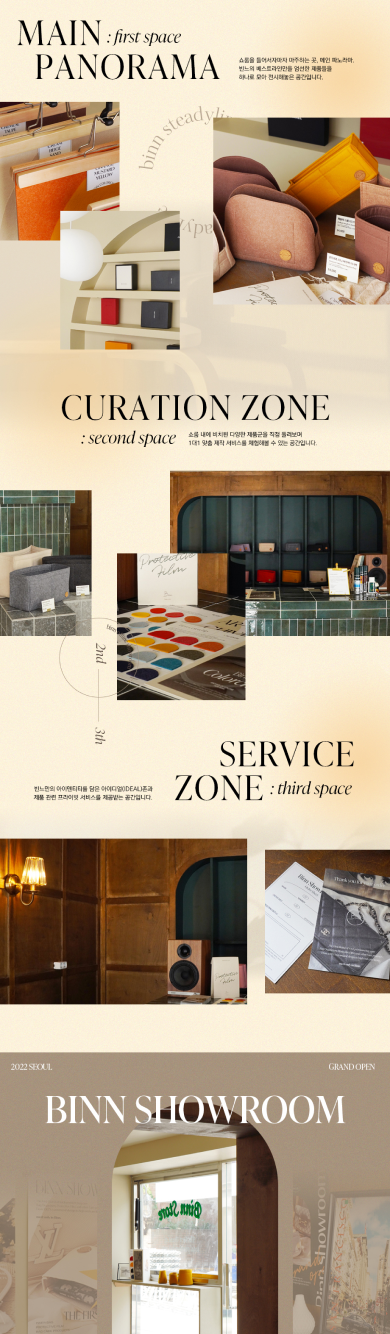 MAIN : first space
PANORAMA
쇼룸을 들어서자마자 마주하는 곳, 메인 파노라마.
빈느의 베스트라인만을 엄선한 제품들을
하나로 모아 전시해놓은 공간입니다.
binn steadyli
CURATION ZONE
: second space
쇼룸 내에 비치된 다양한 제품군을 직접 둘러보며
1대1 맞춤 제작 서비스를 체험해볼 수 있는 공간입니다.
Protective
Film
2nd
3th
SERVICE
ZONE : third space
빈느만의 아이덴티티를 담은 아이디얼(IDEAL)존과
제품 관련 프라이빗 서비스를 제공받는 공간입니다.
Thank you
2022 SEOUL
GRAND OPEN
BINN SHOWROOM
Binn Store